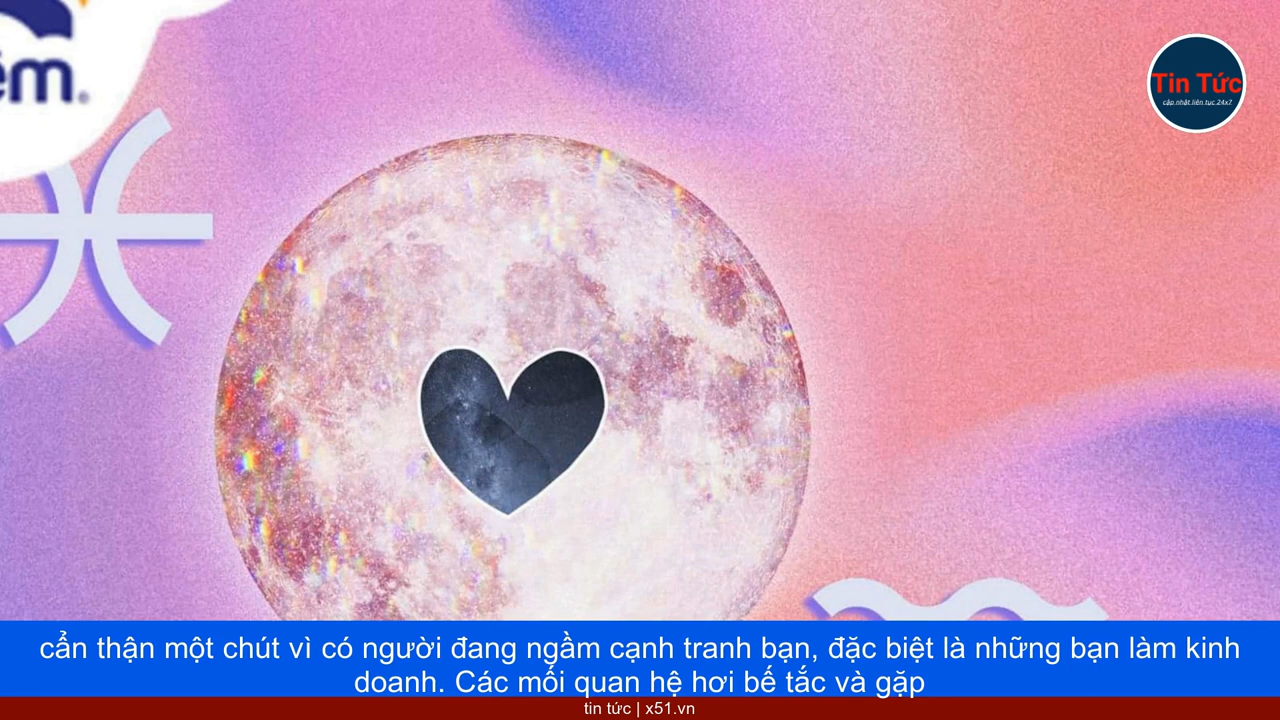 ếm.
Tin Tức
cập nhật liên tục 24x7
cẩn thận một chút vì có người đang ngầm cạnh tranh bạn, đặc biệt là những bạn làm kinh
doanh. Các mối quan hệ hơi bế tắc và gặp
tin tức | x51.vn